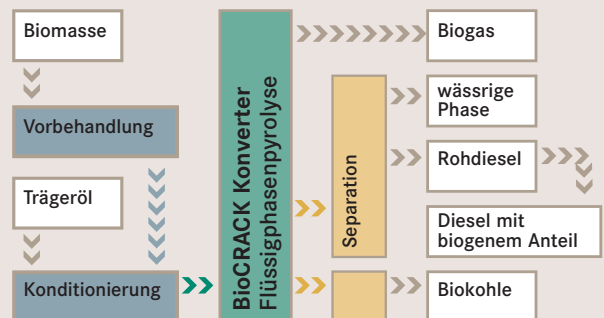 Biomasse
Vorbehandlung
Trägeröl
Konditionierung
BioCRACK Konverter
Flüssigphasenpyrolyse
Separation
Biogas
wässrige
Phase
Rohdiesel
Diesel mit
biogenem Anteil
Biokohle